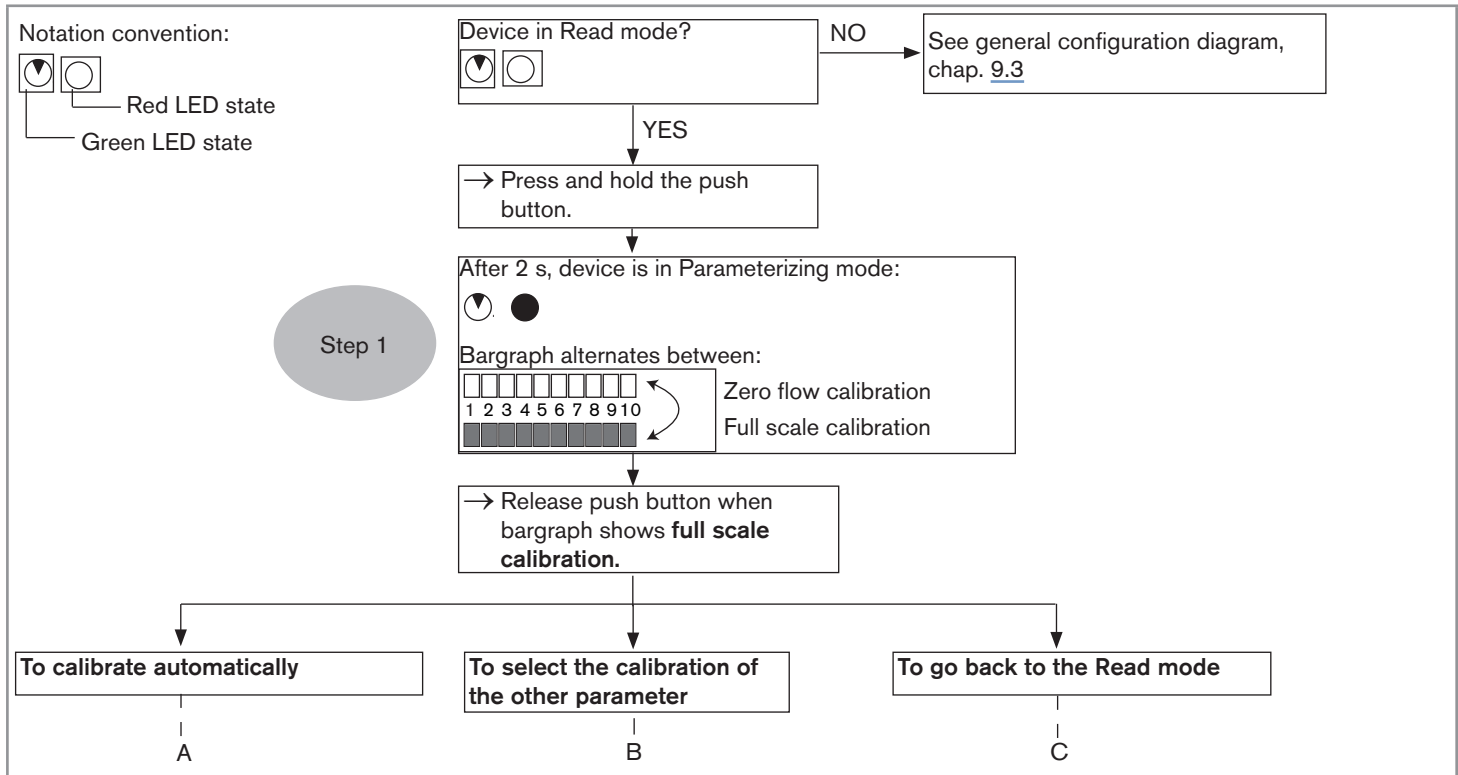 Notation convention:
Red LED state
Green LED state
Device in Read mode?
NO
See general configuration diagram,
chap. 9.3
YES
→ Press and hold the push
button.
Step 1
After 2 s, device is in Parameterizing mode:
Bargraph alternates between:
Zero flow calibration
1 2 3 4 5 6 7 8 9 10
Full scale calibration
→ Release push button when
bargraph shows full scale
calibration.
To calibrate automatically
To select the calibration of
the other parameter
To go back to the Read mode
A
B
C